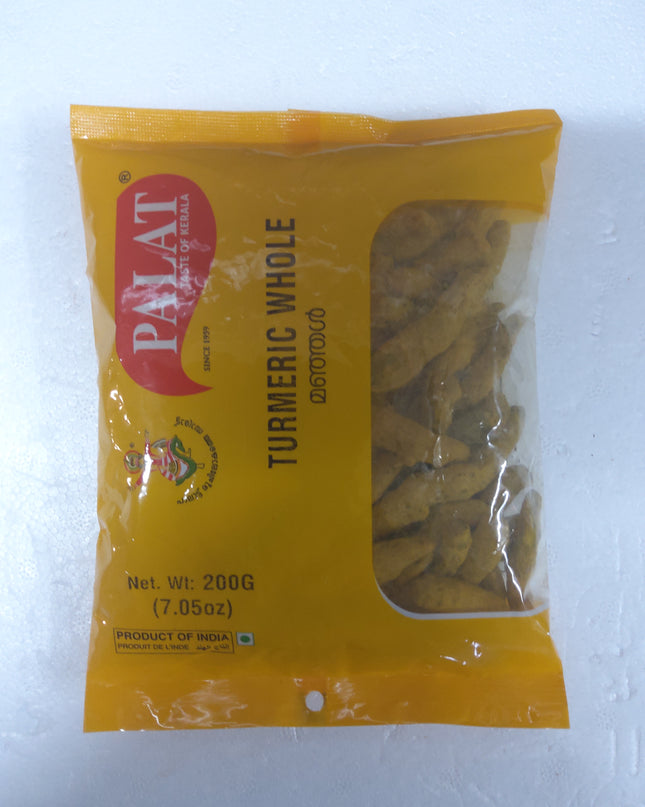 PALAT
®
TASTE OF KERALA
SINCE 1959
TURMERIC WHOLE
മഞ്ഞൾ
Net. Wt: 200G
(7.05oz)
PRODUCT OF INDIA
PRODUIT DE L'INDE